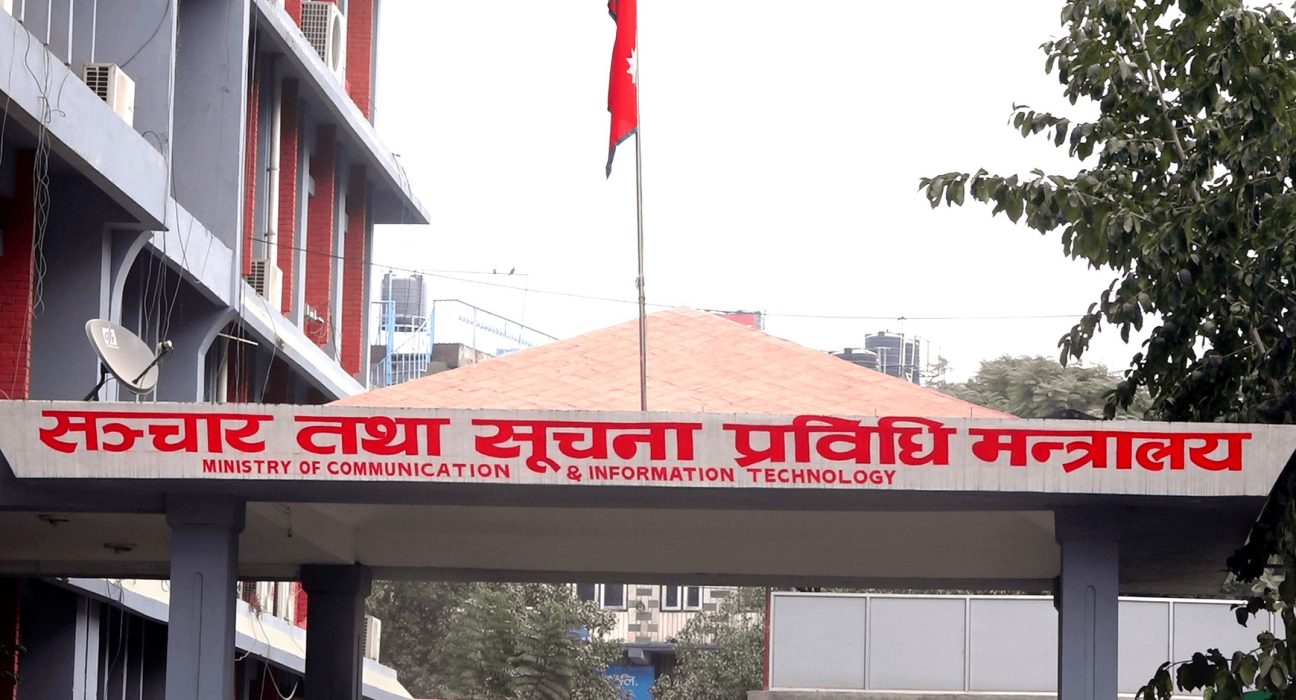 सञ्चार तथा सूचना प्रविधि मन्त्रालय
MINISTRY OF COMMUNICATION & INFORMATION TECHNOLOGY